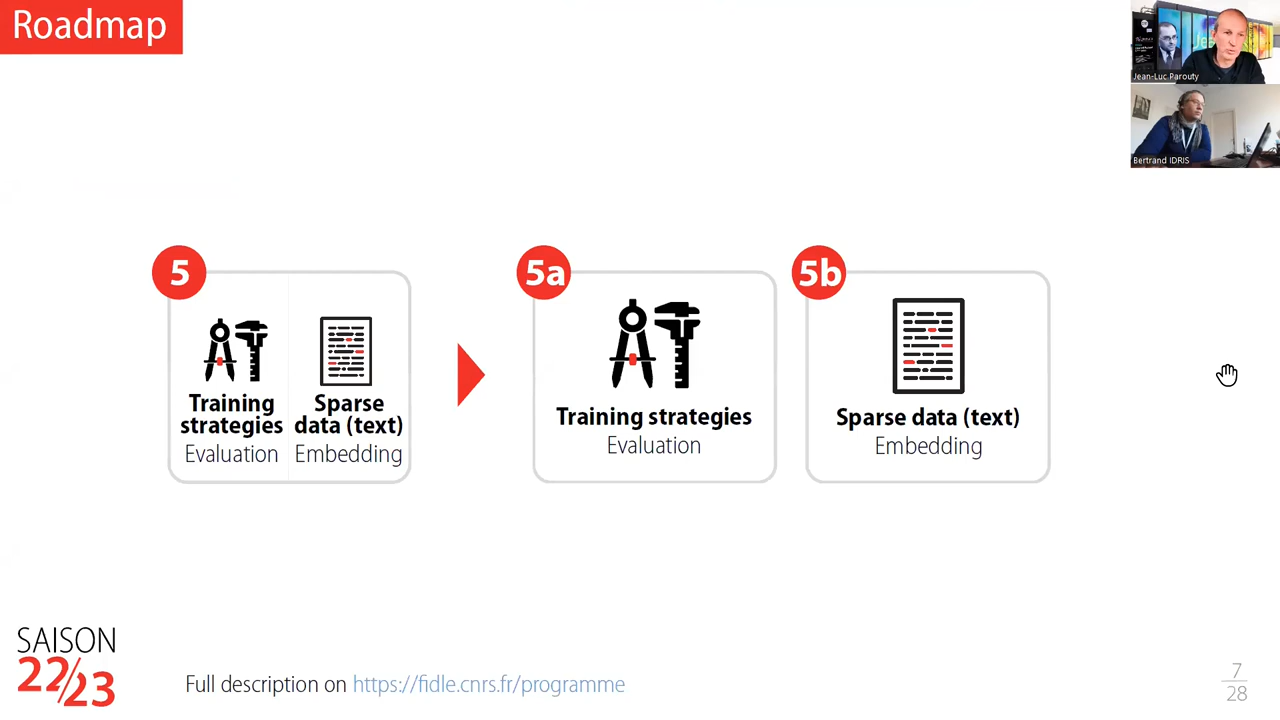 Roadmap
Jean-Luc Parouty
Bertrand IDRIS
5
Training
strategies
Evaluation
Sparse
data (text)
Embedding
5a
Training strategies
Evaluation
5b
Sparse data (text)
Embedding
SAISON
22/23
Full description on https://fidle.cnrs.fr/programme
7
28